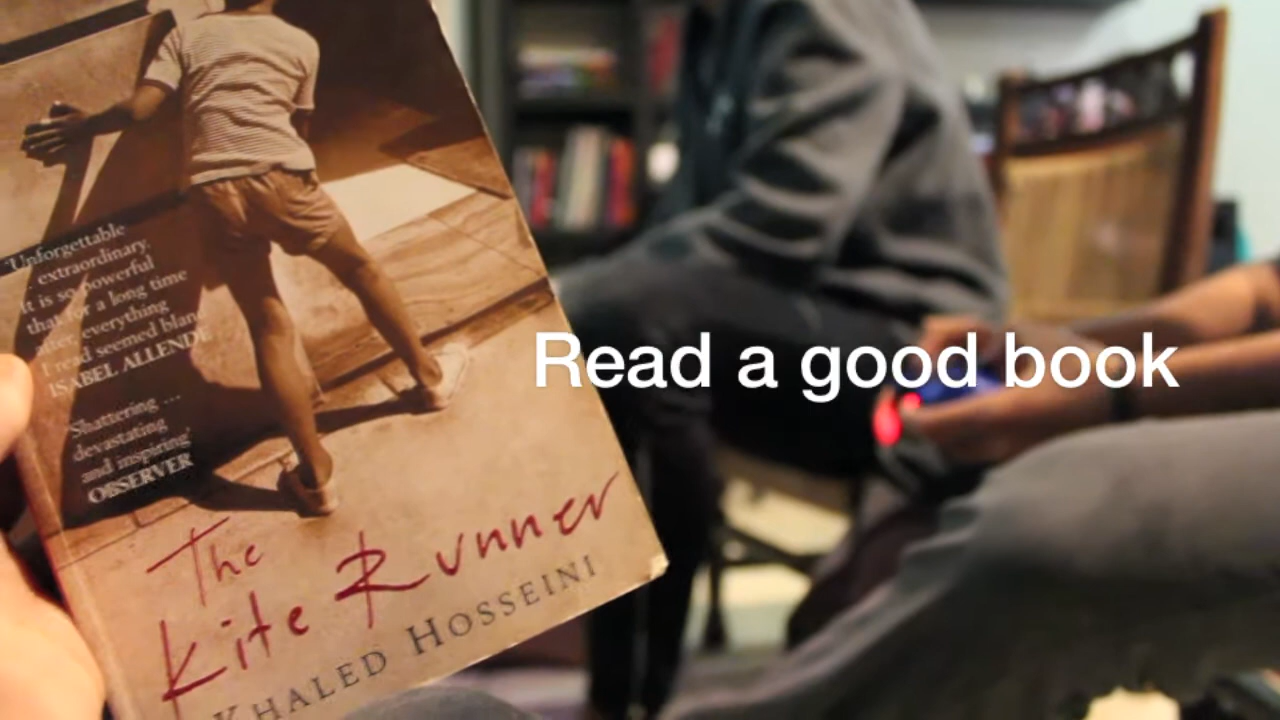 'Unforgettable
extraordinary.
It is so powerful
that for a long time
after everything
I read seemed bland
ISABEL ALLENDE
'Shattering ...
devastating
and inspiring'
OBSERVER
The
Kite Runner
KHALED HOSSEINI
Read a good book